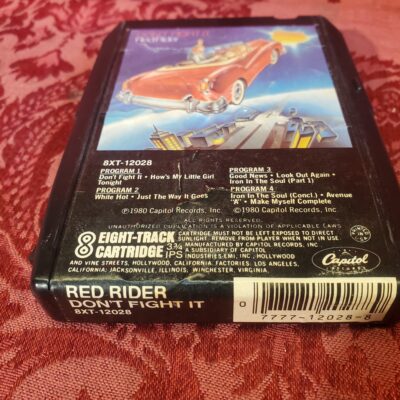 8XT-12028
PROGRAM 1
Don't Fight It • How's My Little Girl
Tonight
PROGRAM 2
White Hot • Just The Way It Goes
PROGRAM 3
Good News • Look Out Again •
Iron In The Soul (Part 1)
PROGRAM 4
Iron In The Soul (Concl.) • Avenue
"A" • Make Myself Complete
℗1980 Capitol Records, Inc.
©1980 Capitol Records, Inc.
UNAUTHORIZED DUPLICATION IS A VIOLATION OF APPLICABLE LAWS
8 EIGHT-TRACK
CARTRIDGE
3¾
IPS
CARTRIDGE MUST NOT BE LEFT EXPOSED TO DIRECT
SUNLIGHT. REMOVE FROM PLAYER WHEN NOT IN USE.
MANUFACTURED BY CAPITOL RECORDS, INC.
A SUBSIDIARY OF CAPITOL
INDUSTRIES-EMI, INC., HOLLYWOOD
AND VINE STREETS, HOLLYWOOD, CALIFORNIA. FACTORIES: LOS ANGELES,
CALIFORNIA; JACKSONVILLE, ILLINOIS; WINCHESTER, VIRGINIA.
Capitol
RED RIDER
DON'T FIGHT IT
8XT-12028
0 7777-12028-8